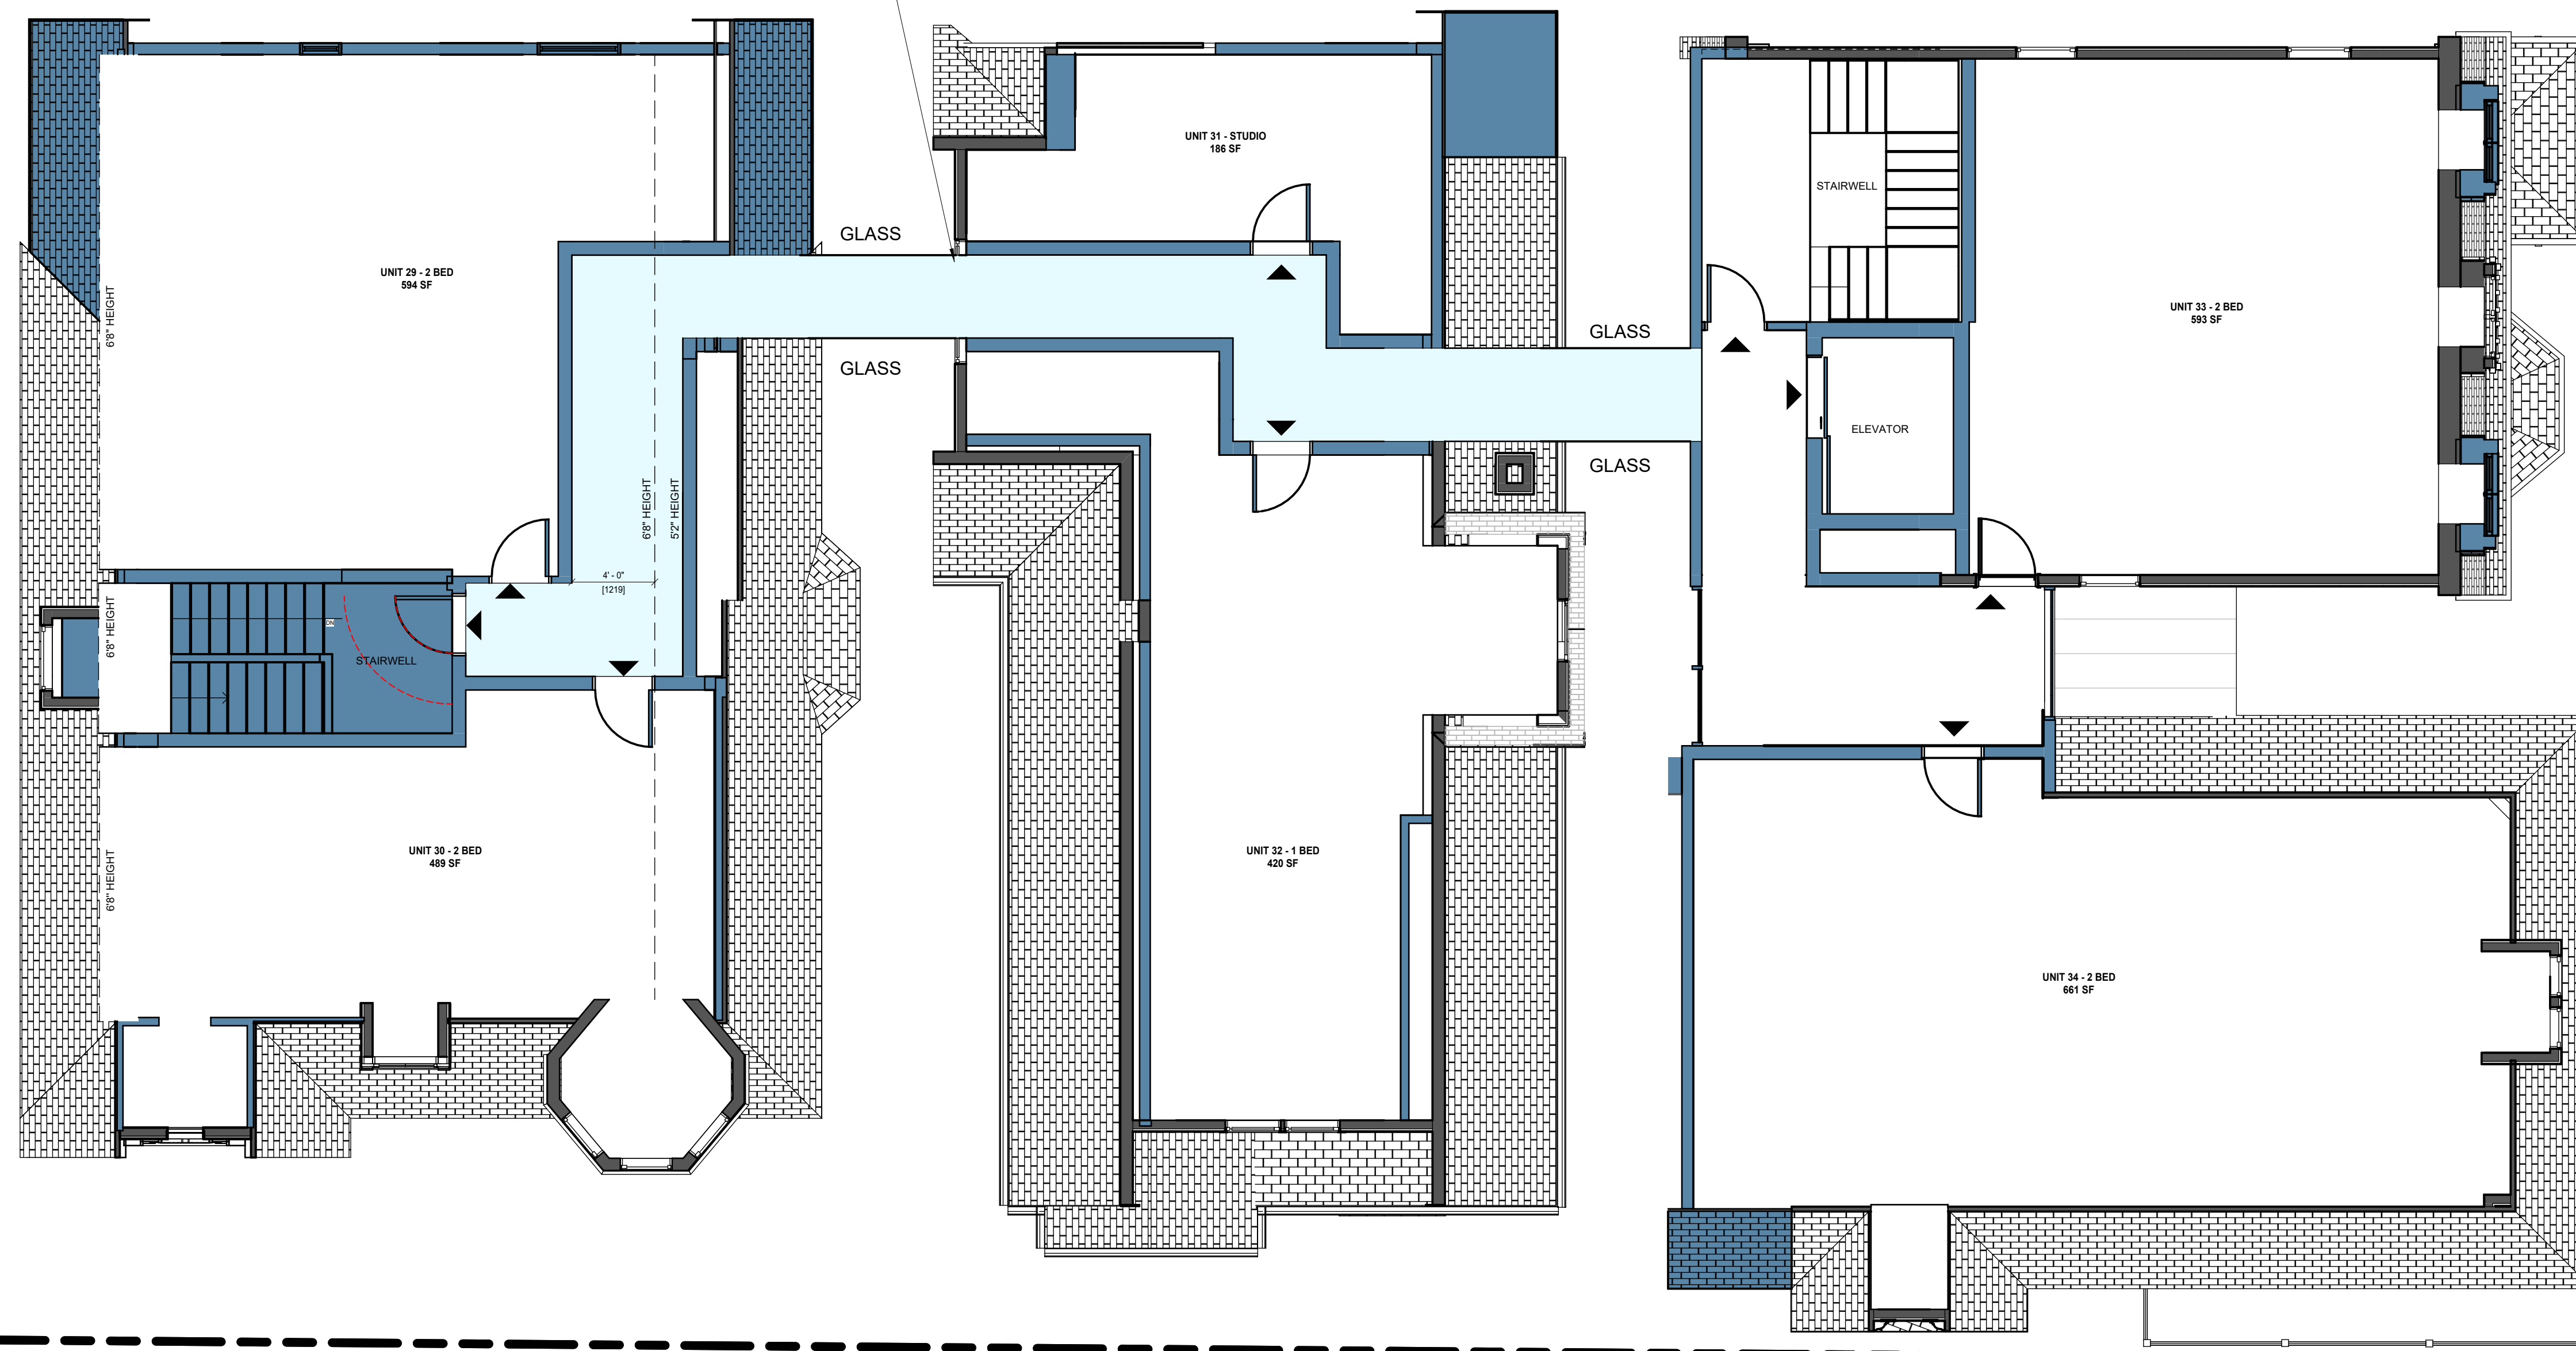 UNIT 31 - STUDIO
186 SF
STAIRWELL
GLASS
UNIT 29 - 2 BED
594 SF
6'8" HEIGHT
UNIT 33 - 2 BED
593 SF
GLASS
GLASS
ELEVATOR
GLASS
6'8" HEIGHT
5'2" HEIGHT
4' - 0"
[1219]
6'8" HEIGHT
DN
STAIRWELL
UNIT 30 - 2 BED
489 SF
6'8" HEIGHT
UNIT 32 - 1 BED
420 SF
UNIT 34 - 2 BED
661 SF